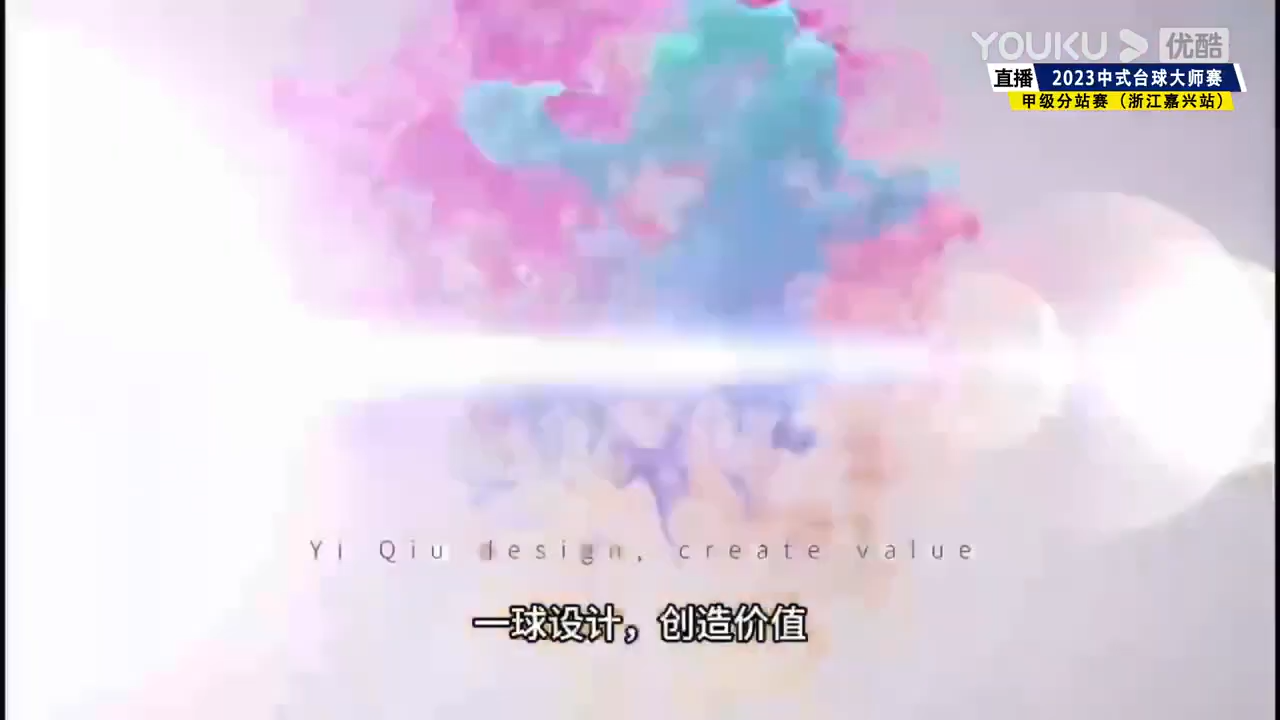 YOUKU 优酷
直播 2023中式台球大师赛
甲级分站赛（浙江嘉兴站）
Yi Qiu design, create value
一球设计，创造价值